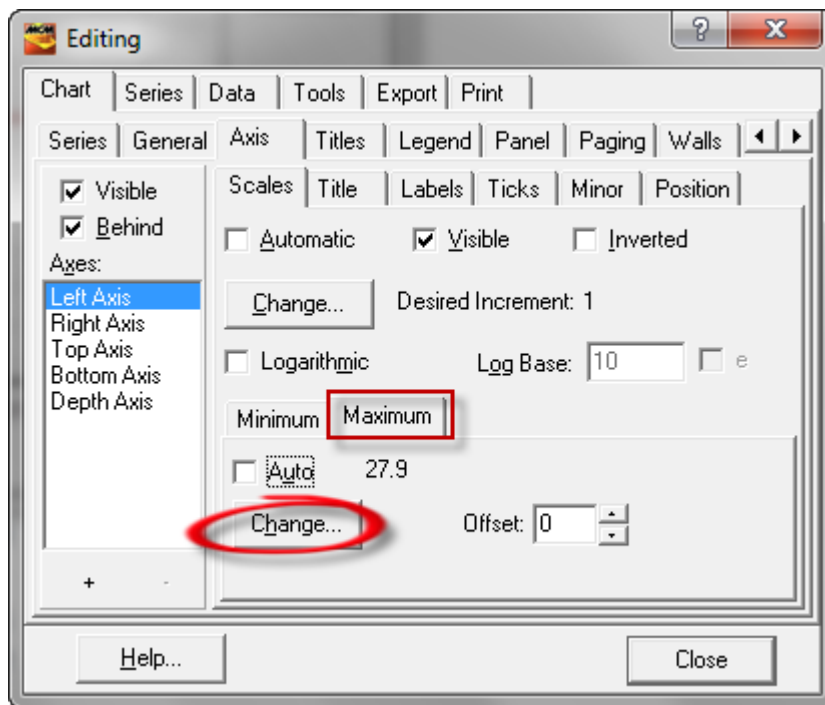 MCM Editing ?
Chart Series Data Tools Export Print
Series General Axis Titles Legend Panel Paging Walls
Visible
Behind
Axes:
Left Axis
Right Axis
Top Axis
Bottom Axis
Depth Axis
+ -
Scales Title Labels Ticks Minor Position
Automatic Visible Inverted
Change... Desired Increment: 1
Logarithmic Log Base: 10 e
Minimum Maximum
Auto 27.9
Change... Offset: 0
Help... Close